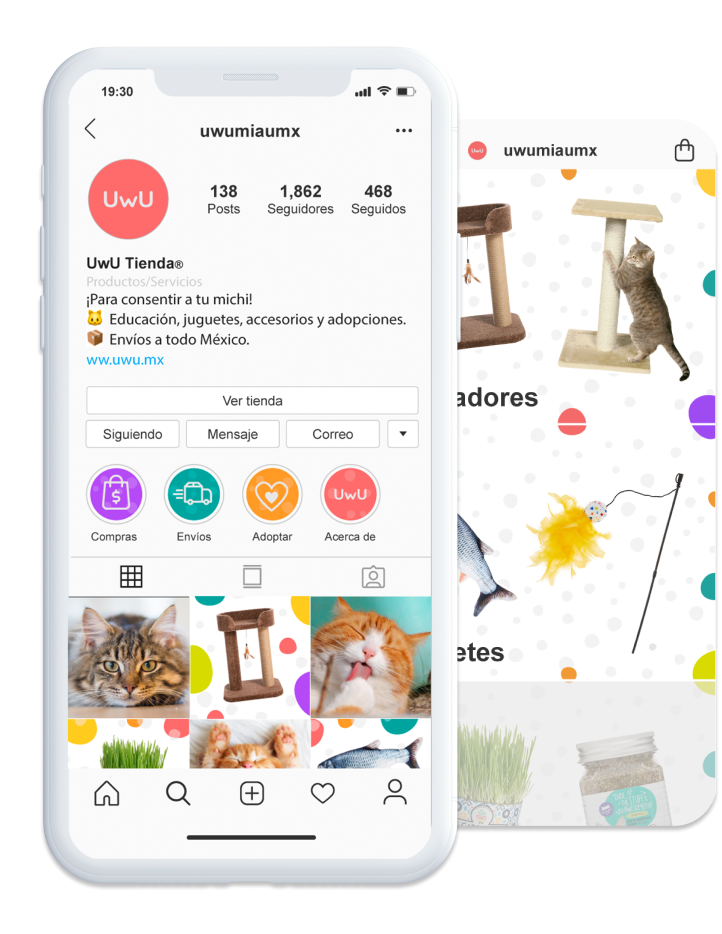 19:30
uwumiaumx
UwU
138
1,862
468
Posts
Seguidores
Seguidos
UwU Tienda®
Productos/Servicios
¡Para consentir a tu michi!
Educación, juguetes, accesorios y adopciones.
Envíos a todo México.
ww.uwu.mx
Ver tienda
Siguiendo
Mensaje
Correo
$
UwU
Compras
Envíos
Adoptar
Acerca de
UwU
uwumiaumx
adores
etes